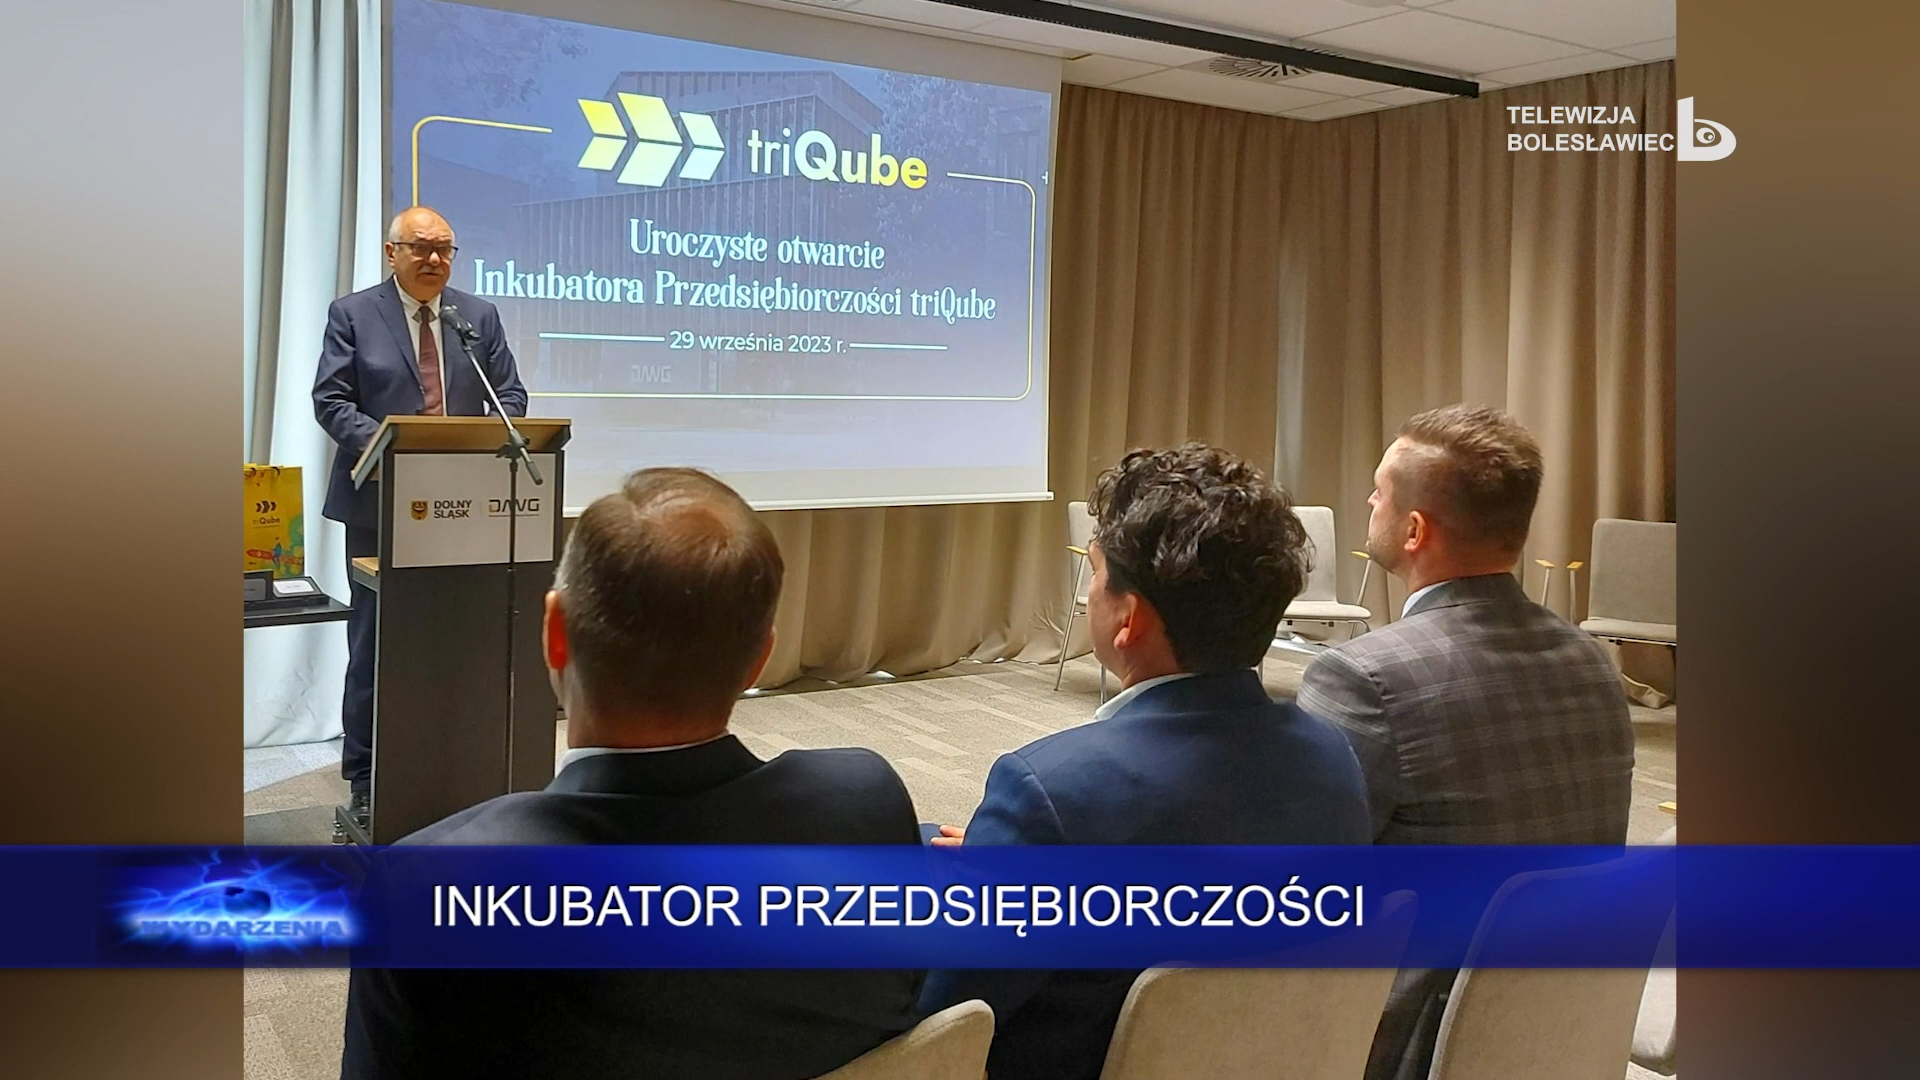 TELEWIZJA
BOLESŁAWIEC
triQube
Uroczyste otwarcie
Inkubatora Przedsiębiorczości triQube
29 września 2023 r.
DAWG
DOLNY
ŚLĄSK
DAWG
triQube
WYDARZENIA
INKUBATOR PRZEDSIĘBIORCZOŚCI